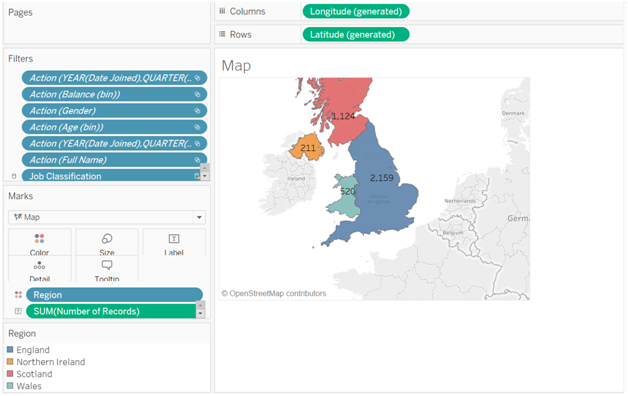 Pages
Columns
Longitude (generated)
Rows
Latitude (generated)
Filters
Action (YEAR(Date Joined),QUARTER(..
Action (Balance (bin))
Action (Gender)
Action (Age (bin))
Action (YEAR(Date Joined),QUARTER(..
Action (Full Name)
Job Classification
Marks
Map
Color
Size
Label
Detail
Tooltip
Region
SUM(Number of Records)
Region
England
Northern Ireland
Scotland
Wales
Map
1,124
211
2,159
520
Ireland
Denmark
Netherlands
Belgium
Germ
© OpenStreetMap contributors